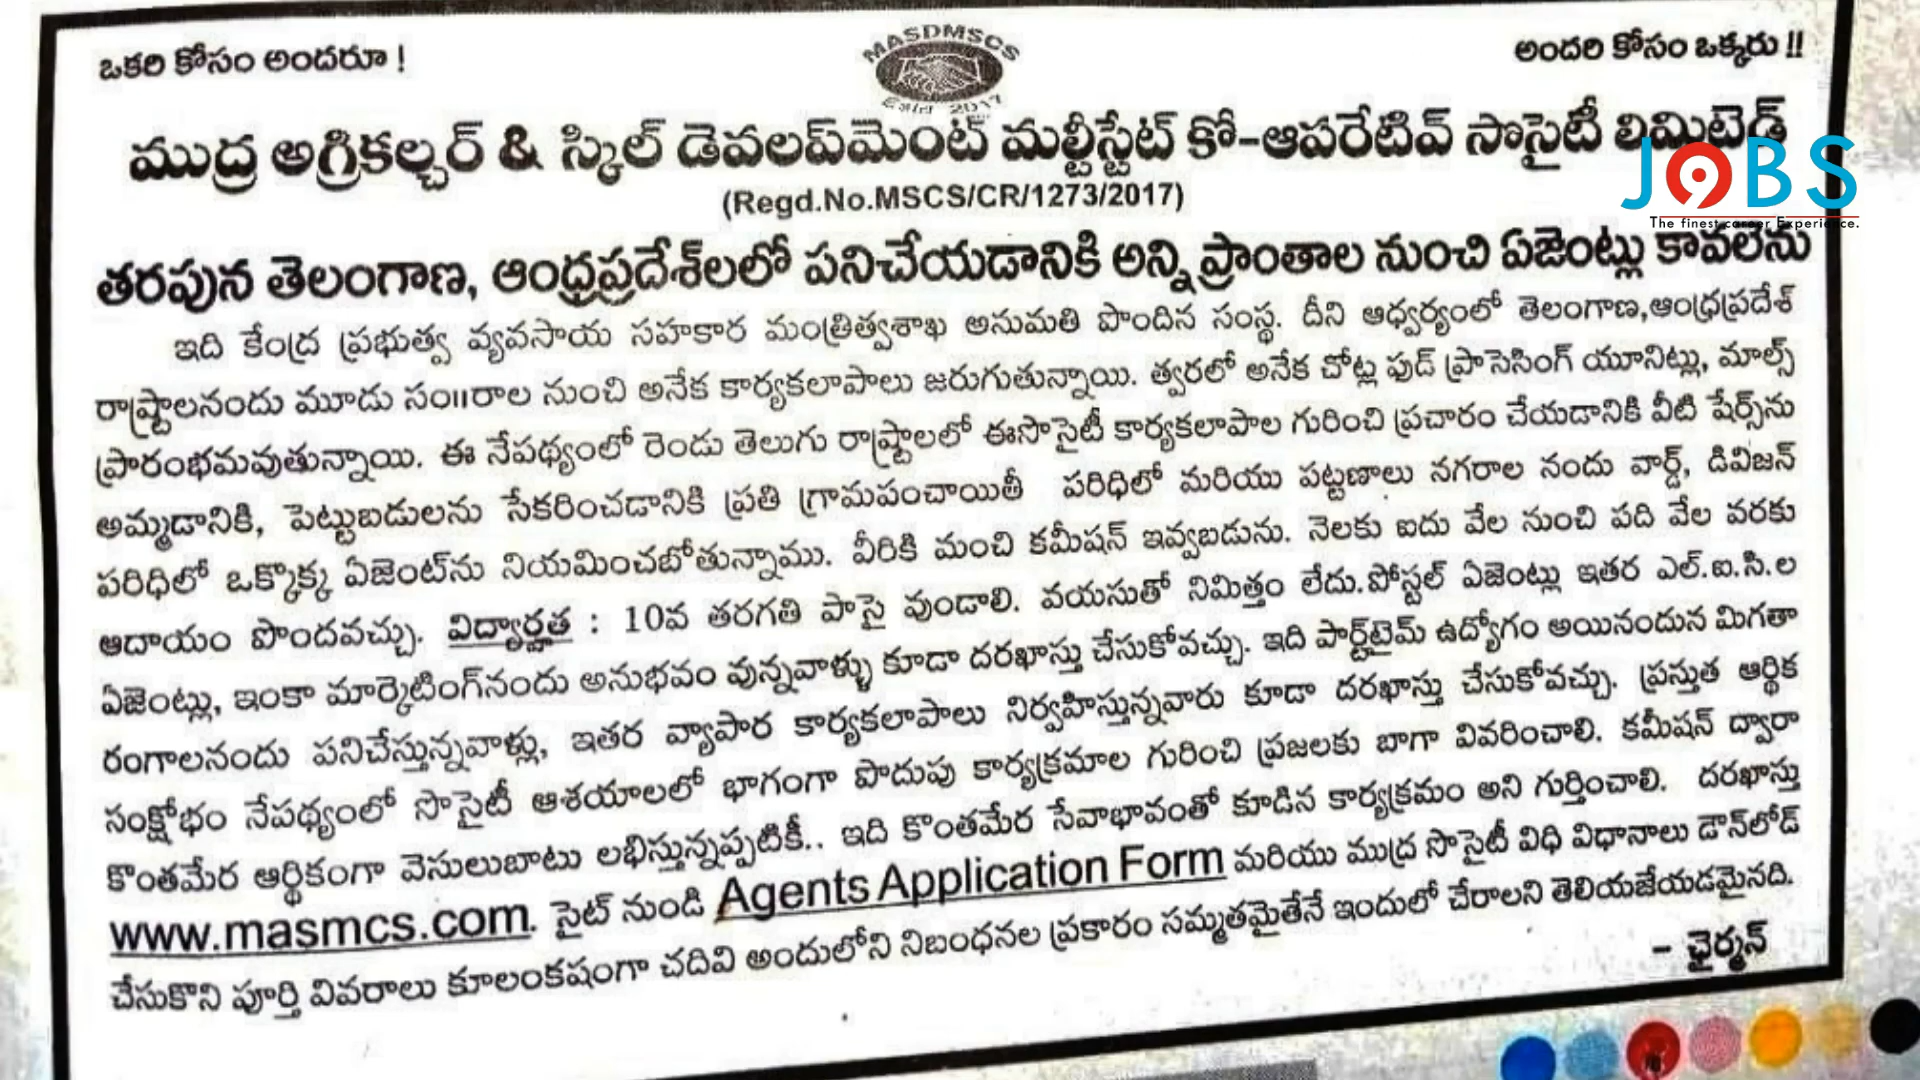 ఒకరి కోసం అందరూ !
MASDMSCS
Estd 2017
అందరి కోసం ఒక్కరు !!
ముద్ర అగ్రికల్చర్ & స్కిల్ డెవలప్‌మెంట్ మల్టీస్టేట్ కో-ఆపరేటివ్ సొసైటీ లిమిటెడ్
JOBS
The finest career Experience.
(Regd.No.MSCS/CR/1273/2017)
తరపున తెలంగాణ, ఆంధ్రప్రదేశ్‌లలో పనిచేయడానికి అన్ని ప్రాంతాల నుంచి ఏజెంట్లు కావలెను
ఇది కేంద్ర ప్రభుత్వ వ్యవసాయ సహకార మంత్రిత్వశాఖ అనుమతి పొందిన సంస్థ. దీని ఆధ్వర్యంలో తెలంగాణ,ఆంధ్రప్రదేశ్
రాష్ట్రాలనందు మూడు సం॥రాల నుంచి అనేక కార్యకలాపాలు జరుగుతున్నాయి. త్వరలో అనేక చోట్ల ఫుడ్ ప్రాసెసింగ్ యూనిట్లు, మాల్స్
ప్రారంభమవుతున్నాయి. ఈ నేపథ్యంలో రెండు తెలుగు రాష్ట్రాలలో ఈసొసైటీ కార్యకలాపాల గురించి ప్రచారం చేయడానికి వీటి షేర్స్‌ను
అమ్మడానికి, పెట్టుబడులను సేకరించడానికి ప్రతి గ్రామపంచాయితీ పరిధిలో మరియు పట్టణాలు నగరాల నందు వార్డ్, డివిజన్
పరిధిలో ఒక్కొక్క ఏజెంట్‌ను నియమించబోతున్నాము. వీరికి మంచి కమీషన్ ఇవ్వబడును. నెలకు ఐదు వేల నుంచి పది వేల వరకు
ఆదాయం పొందవచ్చు. విద్యార్హత : 10వ తరగతి పాసై వుండాలి. వయసుతో నిమిత్తం లేదు.పోస్టల్ ఏజెంట్లు ఇతర ఎల్.ఐ.సి.ల
ఏజెంట్లు, ఇంకా మార్కెటింగ్‌నందు అనుభవం వున్నవాళ్ళు కూడా దరఖాస్తు చేసుకోవచ్చు. ఇది పార్ట్‌టైమ్ ఉద్యోగం అయినందున మిగతా
రంగాలనందు పనిచేస్తున్నవాళ్లు, ఇతర వ్యాపార కార్యకలాపాలు నిర్వహిస్తున్నవారు కూడా దరఖాస్తు చేసుకోవచ్చు. ప్రస్తుత ఆర్థిక
సంక్షోభం నేపథ్యంలో సొసైటీ ఆశయాలలో భాగంగా పొదుపు కార్యక్రమాల గురించి ప్రజలకు బాగా వివరించాలి. కమీషన్ ద్వారా
కొంతమేర ఆర్థికంగా వెసులుబాటు లభిస్తున్నప్పటికీ.. ఇది కొంతమేర సేవాభావంతో కూడిన కార్యక్రమం అని గుర్తించాలి. దరఖాస్తు
www.masmcs.com. సైట్ నుండి Agents Application Form మరియు ముద్ర సొసైటీ విధి విధానాలు డౌన్‌లోడ్
చేసుకొని పూర్తి వివరాలు కూలంకషంగా చదివి అందులోని నిబంధనల ప్రకారం సమ్మతమైతేనే ఇందులో చేరాలని తెలియజేయడమైనది.
- ఛైర్మన్